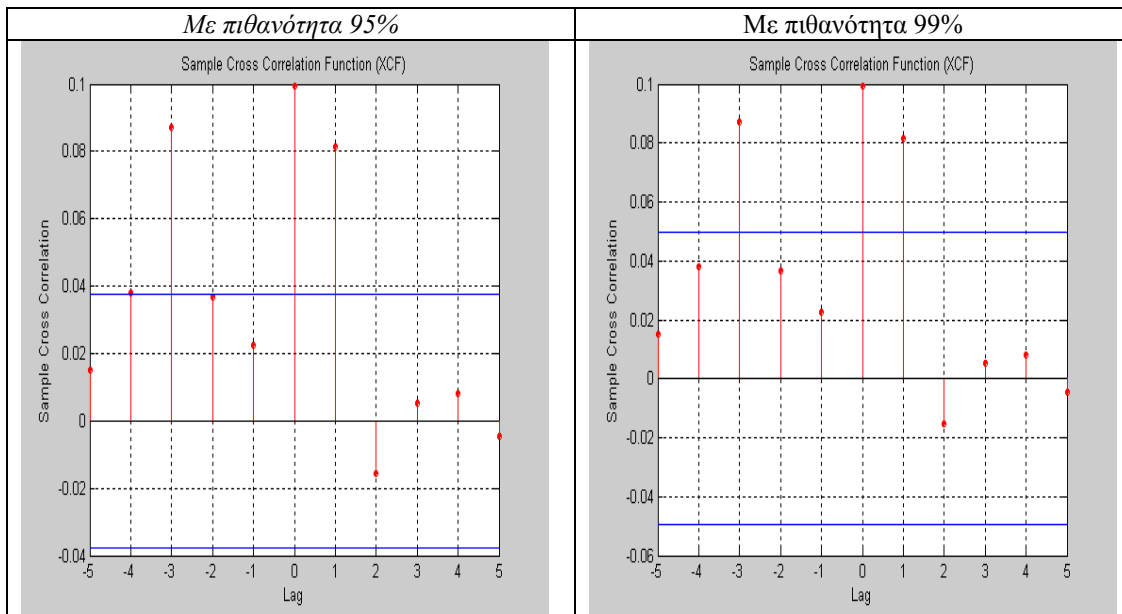 Με πιθανότητα 95%
Με πιθανότητα 99%
Sample Cross Correlation Function (XCF)
Sample Cross Correlation
0.1
0.08
0.06
0.04
0.02
0
-0.02
-0.04
-5 -4 -3 -2 -1 0 1 2 3 4 5
Lag
Sample Cross Correlation Function (XCF)
Sample Cross Correlation
0.1
0.08
0.06
0.04
0.02
0
-0.02
-0.04
-0.06
-5 -4 -3 -2 -1 0 1 2 3 4 5
Lag